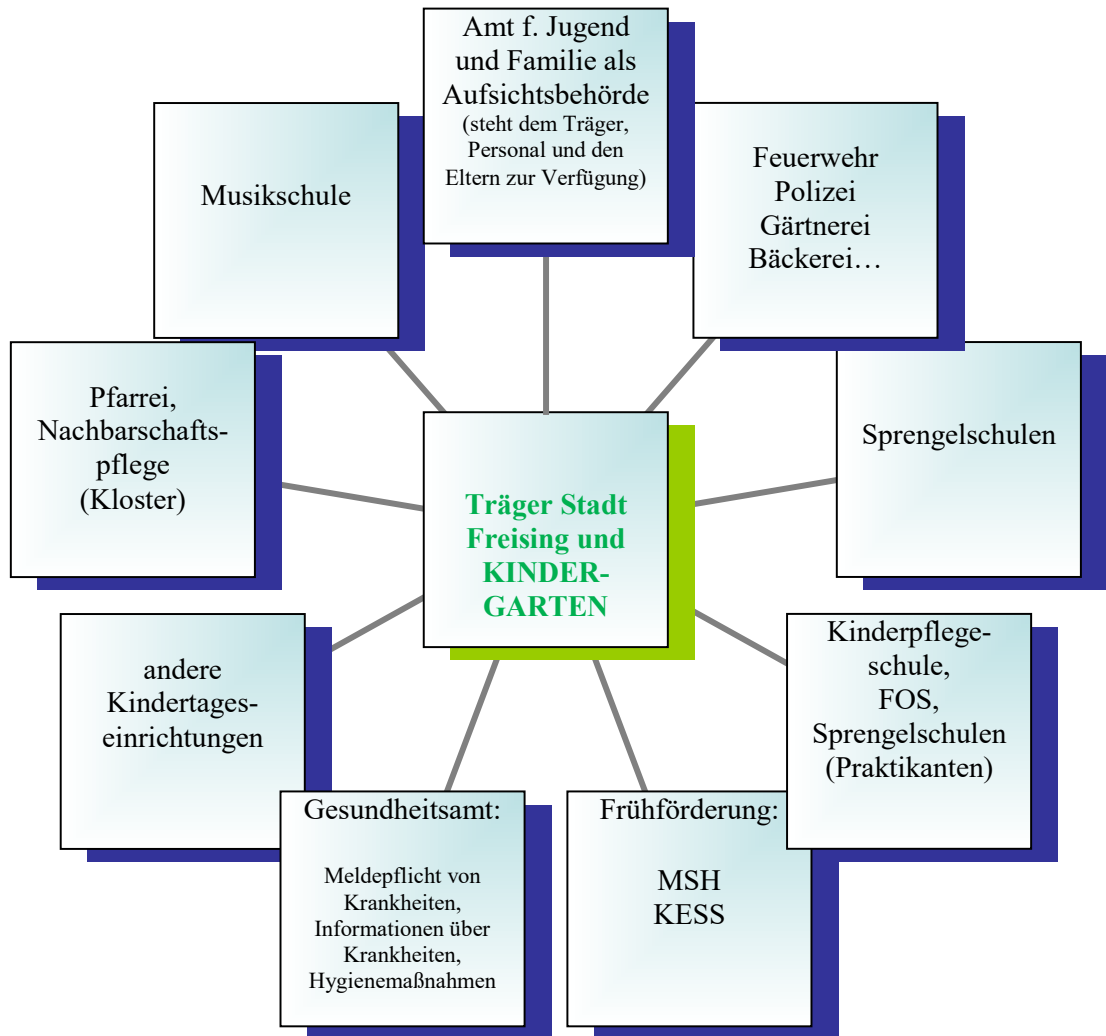 Amt f. Jugend
und Familie als
Aufsichtsbehörde
(steht dem Träger,
Personal und den
Eltern zur Verfügung)
Musikschule
Feuerwehr
Polizei
Gärtnerei
Bäckerei…
Pfarrei,
Nachbarschafts-
pflege
(Kloster)
Sprengelschulen
Träger Stadt
Freising und
KINDER-
GARTEN
andere
Kindertages-
einrichtungen
Kinderpflege-
schule,
FOS,
Sprengelschulen
(Praktikanten)
Gesundheitsamt:
Meldepflicht von
Krankheiten,
Informationen über
Krankheiten,
Hygienemaßnahmen
Frühförderung:
MSH
KESS